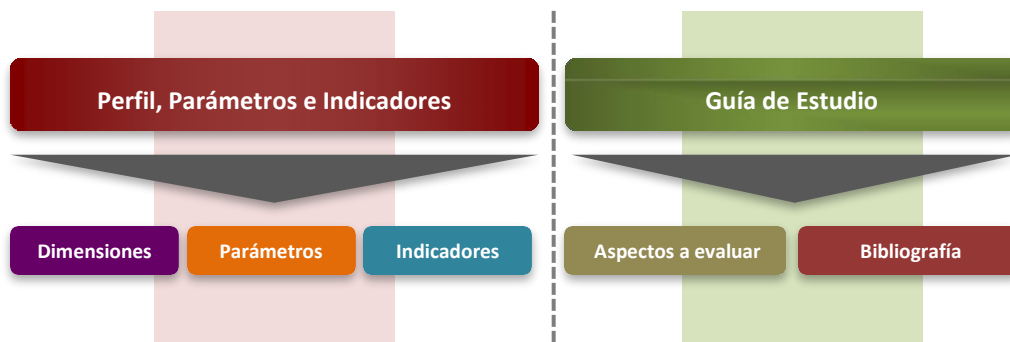 Perfil, Parámetros e Indicadores
Guía de Estudio
Dimensiones
Parámetros
Indicadores
Aspectos a evaluar
Bibliografía